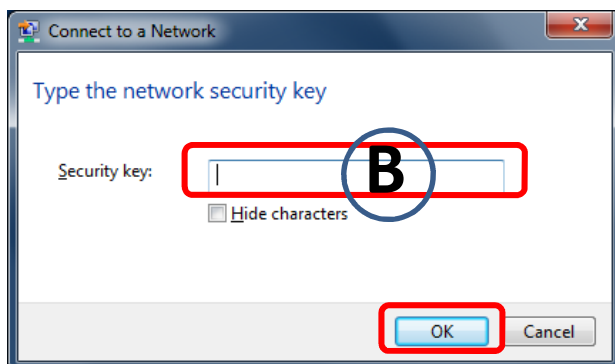 Connect to a Network
Type the network security key
Security key:
B
Hide characters
OK
Cancel